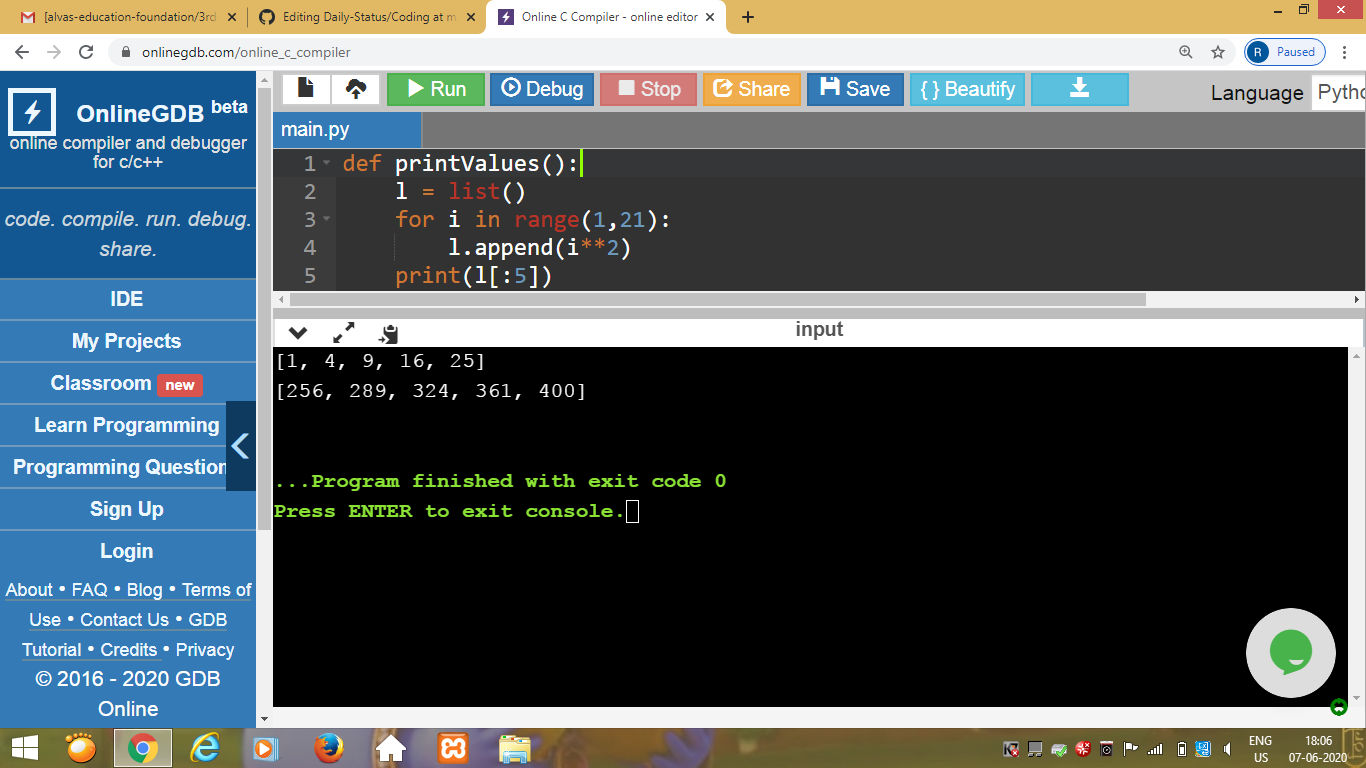 [alvas-education-foundation/3rd
Editing Daily-Status/Coding at m
Online C Compiler - online editor
onlinegdb.com/online_c_compiler
R Paused
OnlineGDB beta
online compiler and debugger
for c/c++
code. compile. run. debug.
share.
IDE
My Projects
Classroom new
Learn Programming
Programming Question
Sign Up
Login
About • FAQ • Blog • Terms of
Use • Contact Us • GDB
Tutorial • Credits • Privacy
© 2016 - 2020 GDB
Online
Run Debug Stop Share Save { } Beautify
Language Pytho
main.py
1 def printValues():
2 l = list()
3 for i in range(1,21):
4 l.append(i**2)
5 print(l[:5])
input
[1, 4, 9, 16, 25]
[256, 289, 324, 361, 400]
...Program finished with exit code 0
Press ENTER to exit console.
ENG
US
18:06
07-06-2020